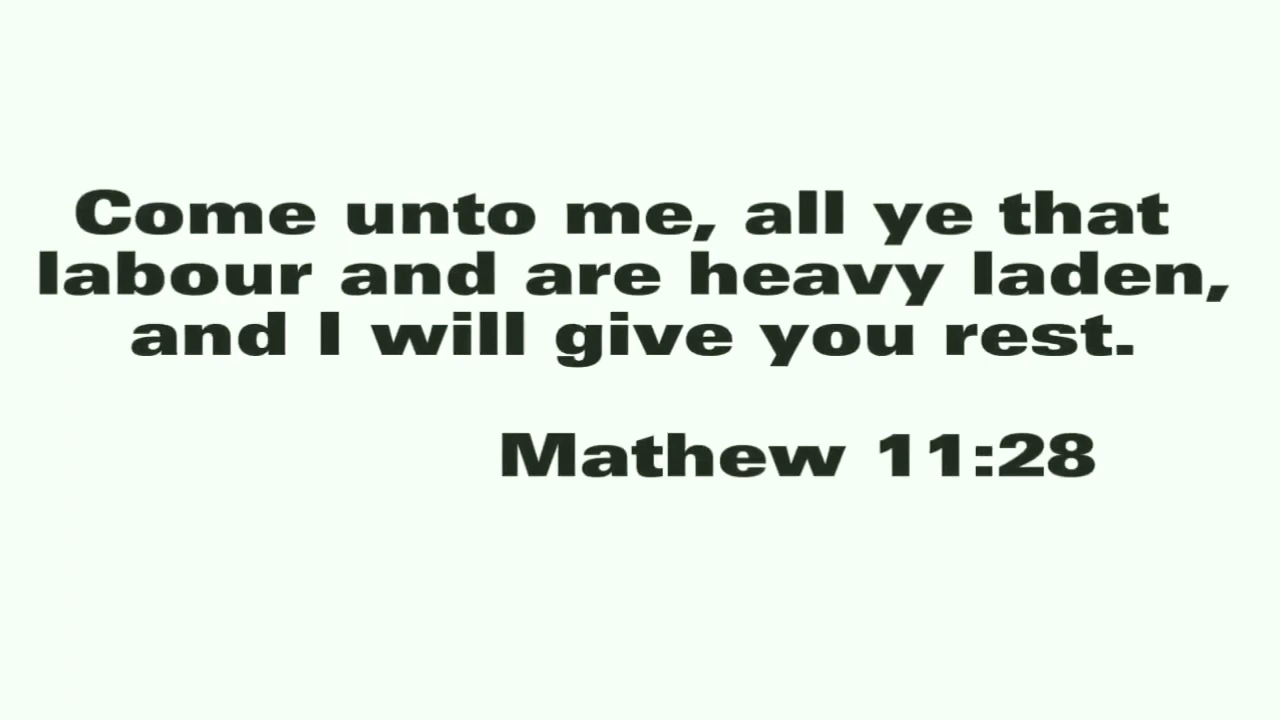 Come unto me, all ye that
labour and are heavy laden,
and I will give you rest.
Mathew 11:28